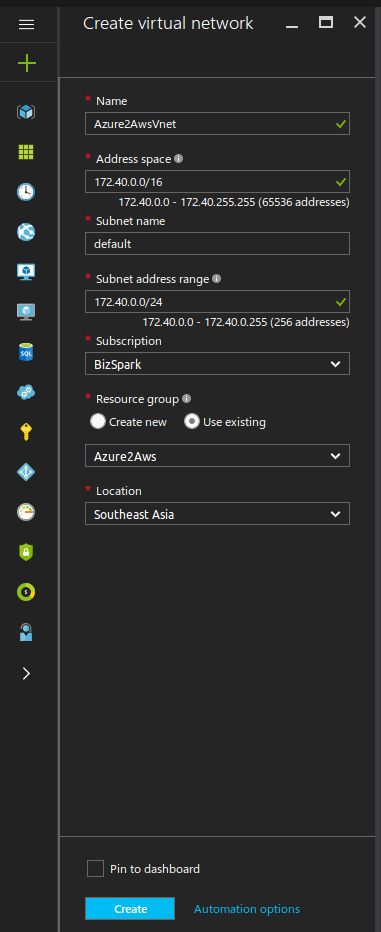 Create virtual network
* Name
Azure2AwsVnet
* Address space
172.40.0.0/16
172.40.0.0 - 172.40.255.255 (65536 addresses)
* Subnet name
default
* Subnet address range
172.40.0.0/24
172.40.0.0 - 172.40.0.255 (256 addresses)
* Subscription
BizSpark
* Resource group
Create new Use existing
Azure2Aws
* Location
Southeast Asia
SQL
Pin to dashboard
Create Automation options